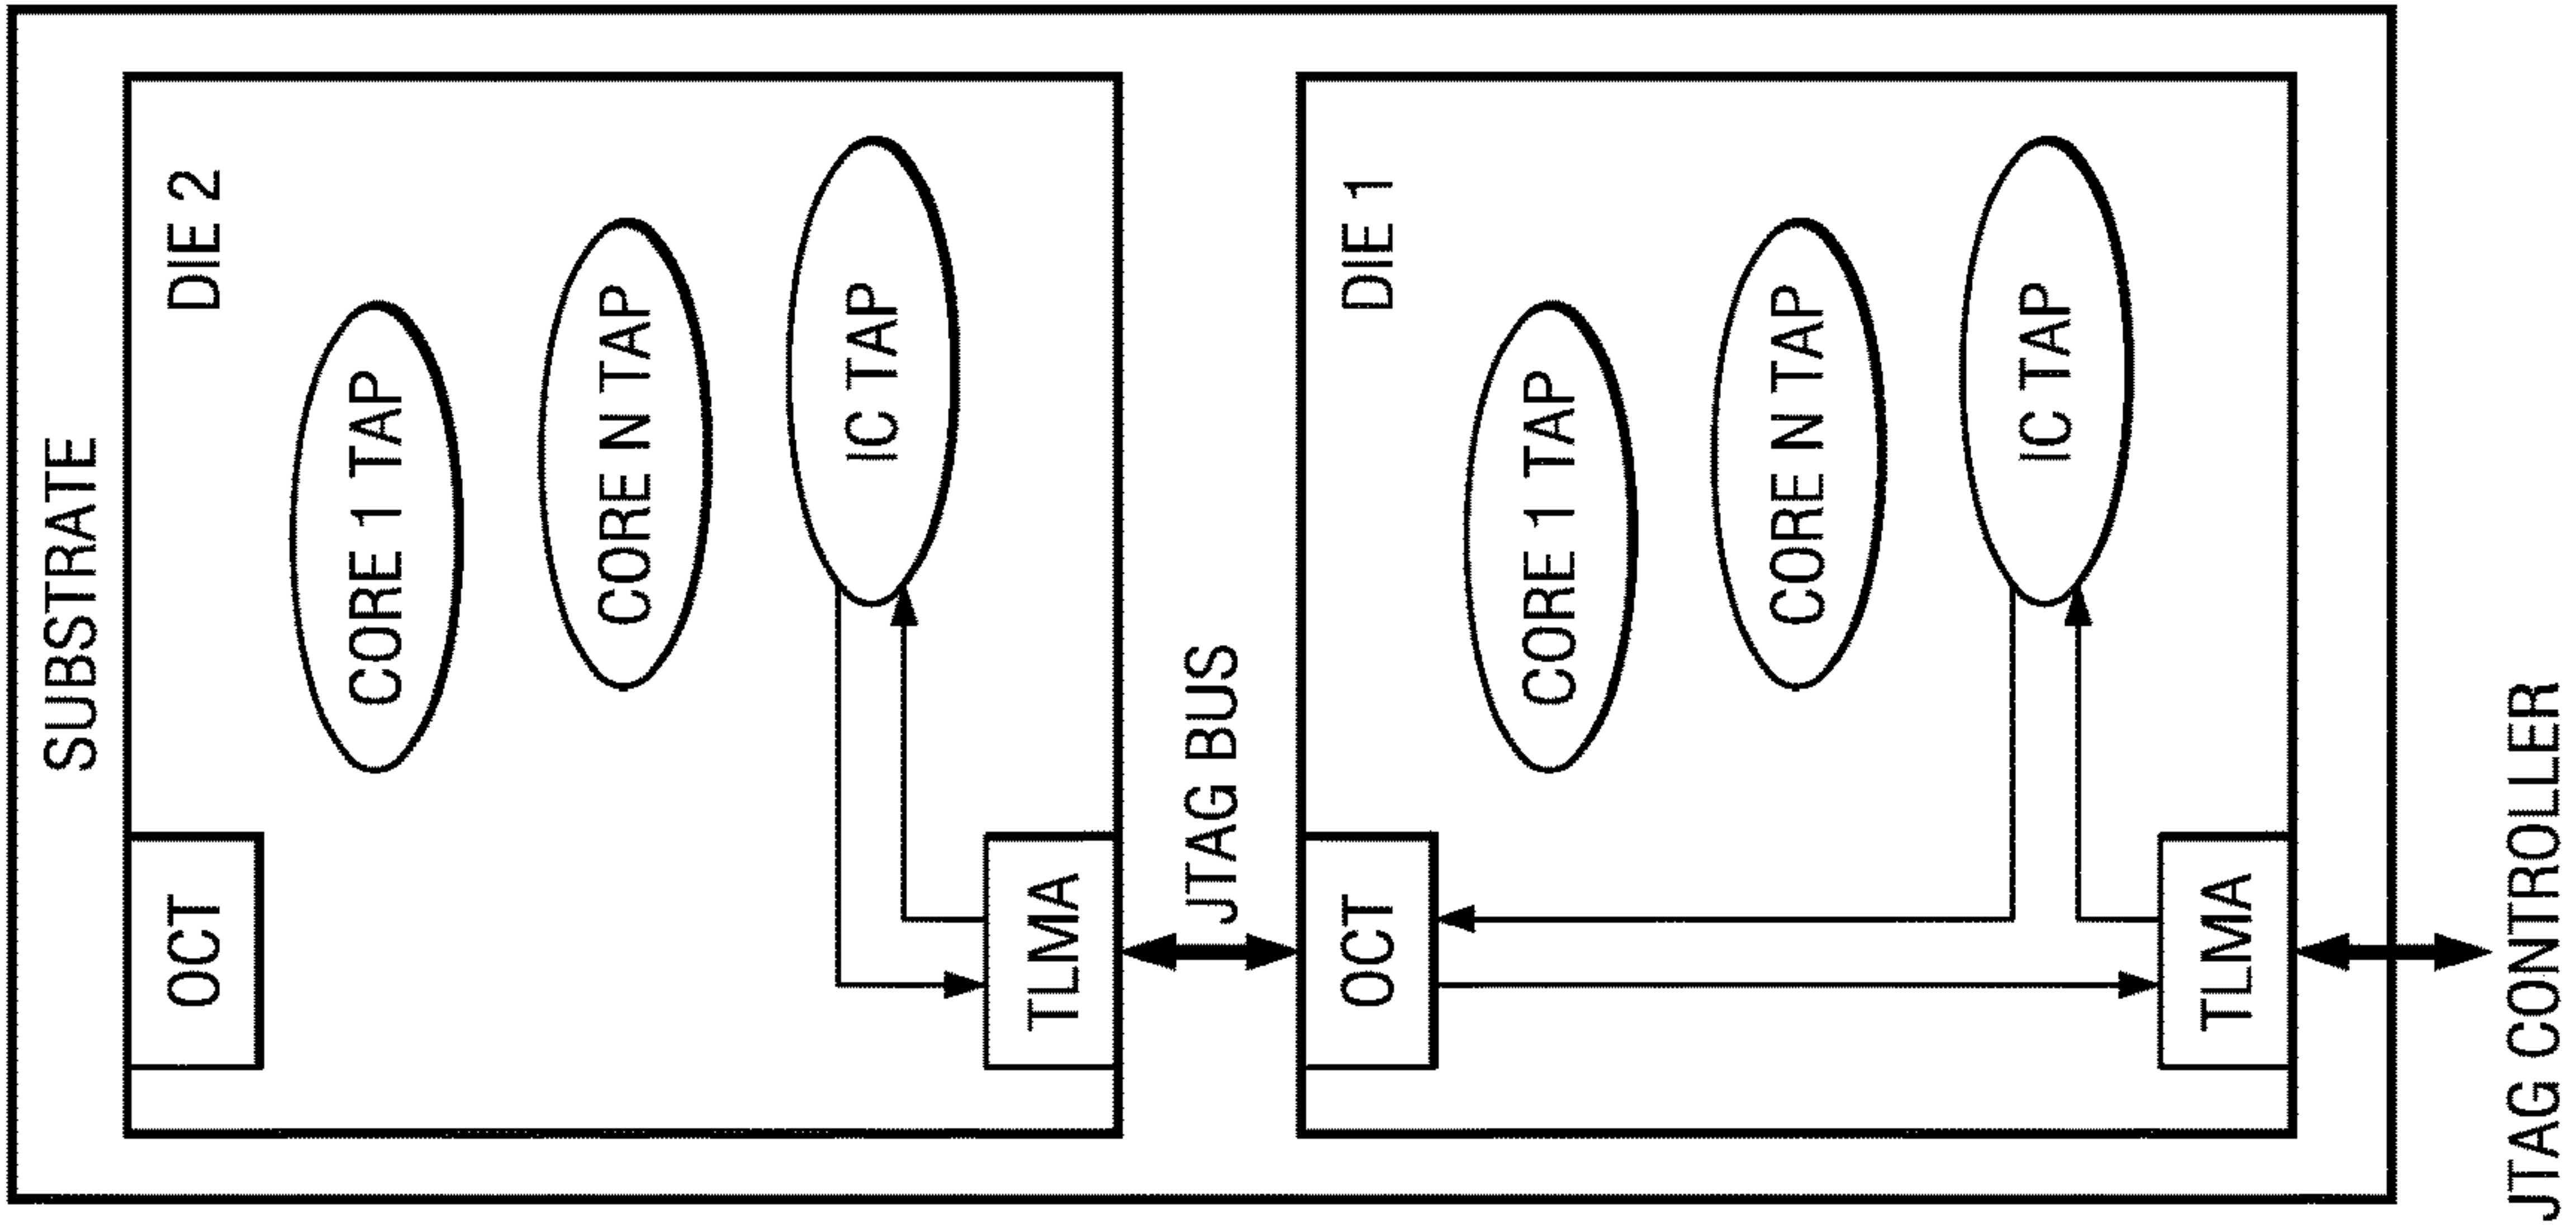 SUBSTRATE
DIE 2
OCT
CORE 1 TAP
CORE N TAP
IC TAP
TLMA
JTAG BUS
DIE 1
OCT
CORE 1 TAP
CORE N TAP
IC TAP
TLMA
JTAG CONTROLLER